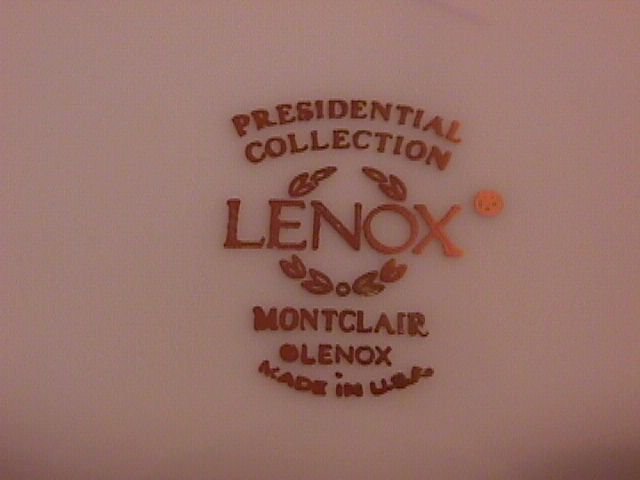 PRESIDENTIAL
COLLECTION
LENOX®
MONTCLAIR
©LENOX
MADE IN U.S.A.